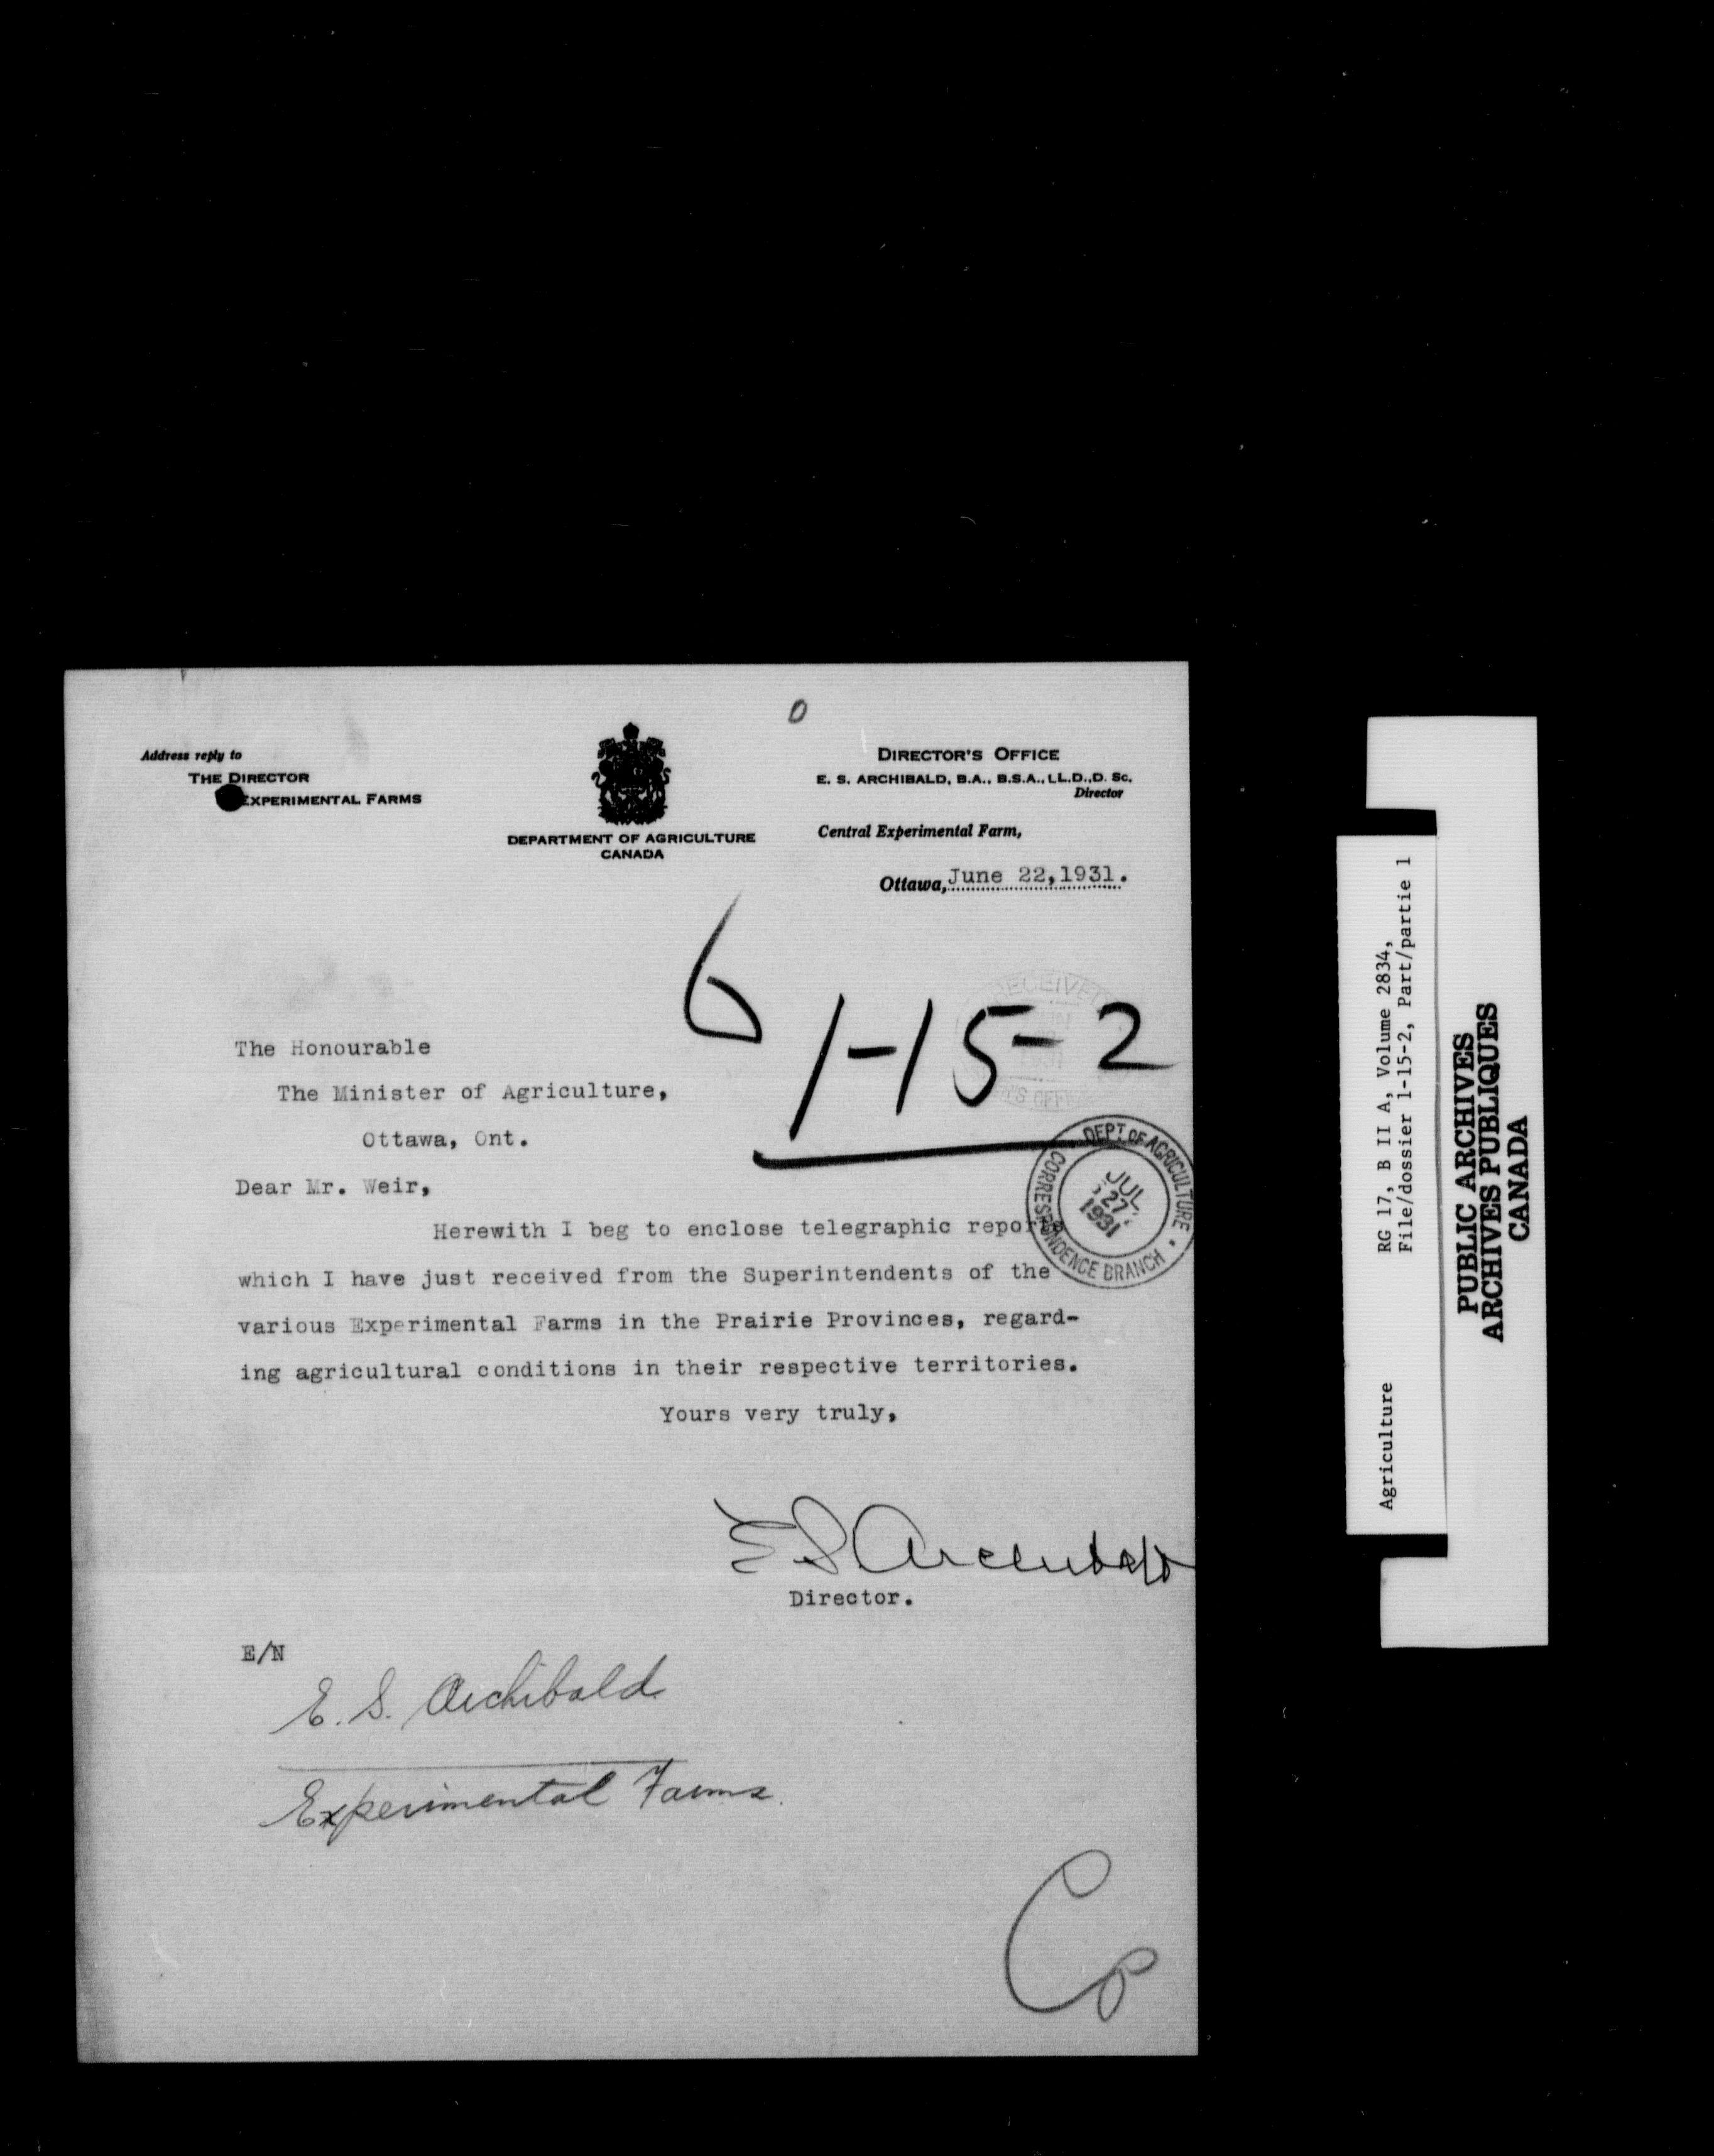 0
Address reply to
THE DIRECTOR
EXPERIMENTAL FARMS
DEPARTMENT OF AGRICULTURE
CANADA
DIRECTOR'S OFFICE
E. S. ARCHIBALD, B.A., B.S.A., LL.D., D. Sc.
Director
Central Experimental Farm,
Ottawa, June 22,1931.
6
1-15-2
RECEIVED
The Honourable
The Minister of Agriculture,
Ottawa, Ont.
DEPT OF AGRICULTURE
JUL
27
1931
CORRESPONDENCE BRANCH
Dear Mr. Weir,
Herewith I beg to enclose telegraphic reports
which I have just received from the Superintendents of the
various Experimental Farms in the Prairie Provinces, regard-
ing agricultural conditions in their respective territories.
Yours very truly,
E S Archibald
Director.
E/N
E. S. Archibald
Experimental Farms.
Agriculture RG 17, B II A, Volume 2834,
File/dossier 1-15-2, Part/partie 1
PUBLIC ARCHIVES
ARCHIVES PUBLIQUES
CANADA